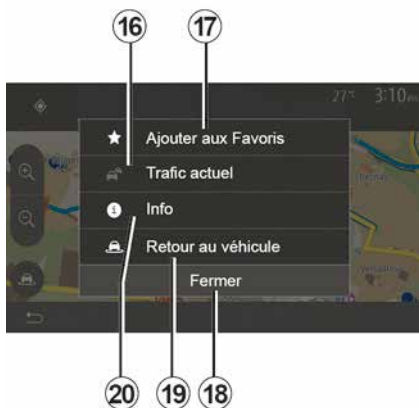 16 17
27°c 3:10
Ajouter aux Favoris
Trafic actuel
Info
Retour au véhicule
Fermer
20 19 18